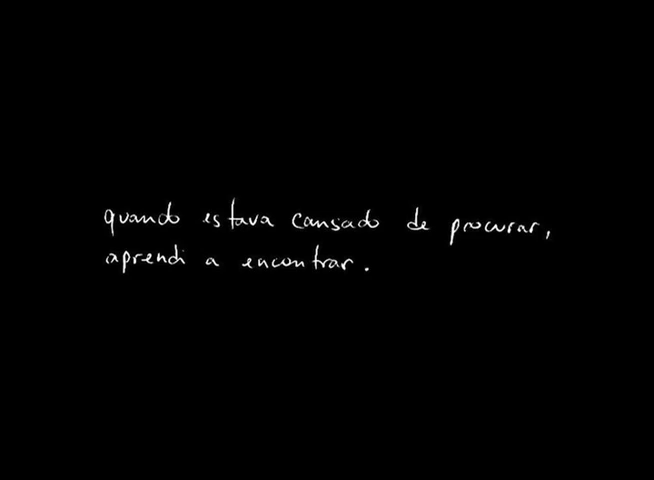 quando estava cansado de procurar,
aprendi a encontrar.